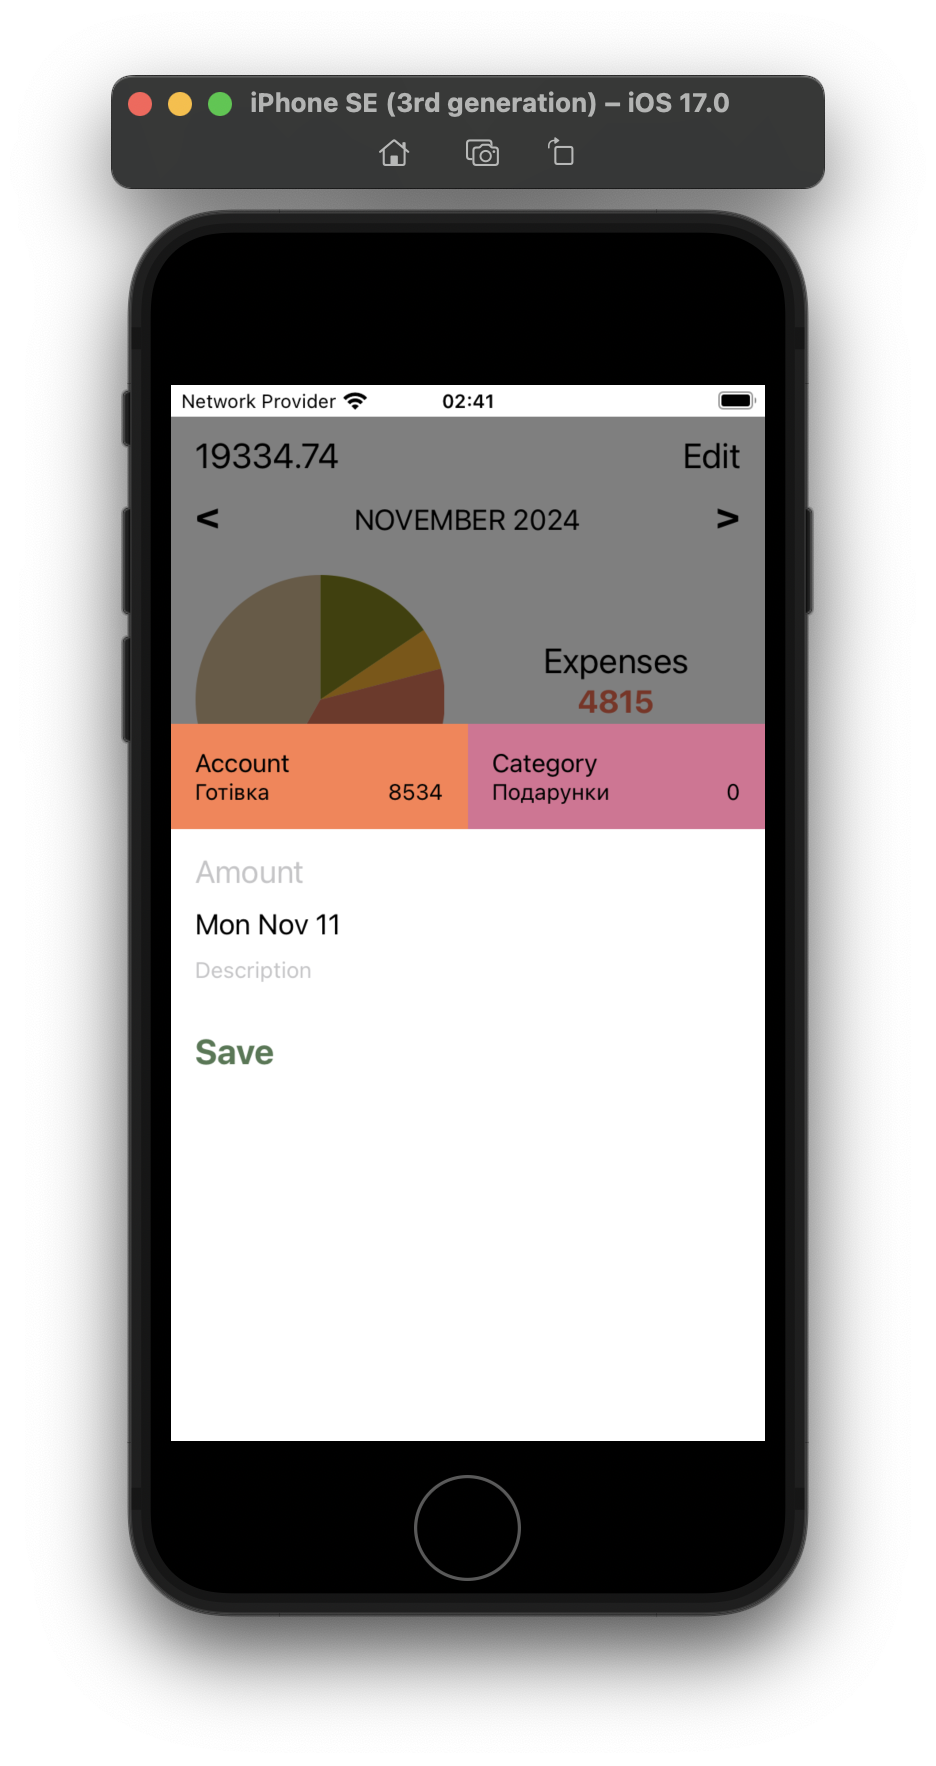 iPhone SE (3rd generation) – iOS 17.0
Network Provider 02:41
19334.74 Edit
< NOVEMBER 2024 >
Expenses
4815
Account
Готівка 8534
Category
Подарунки 0
Amount
Mon Nov 11
Description
Save